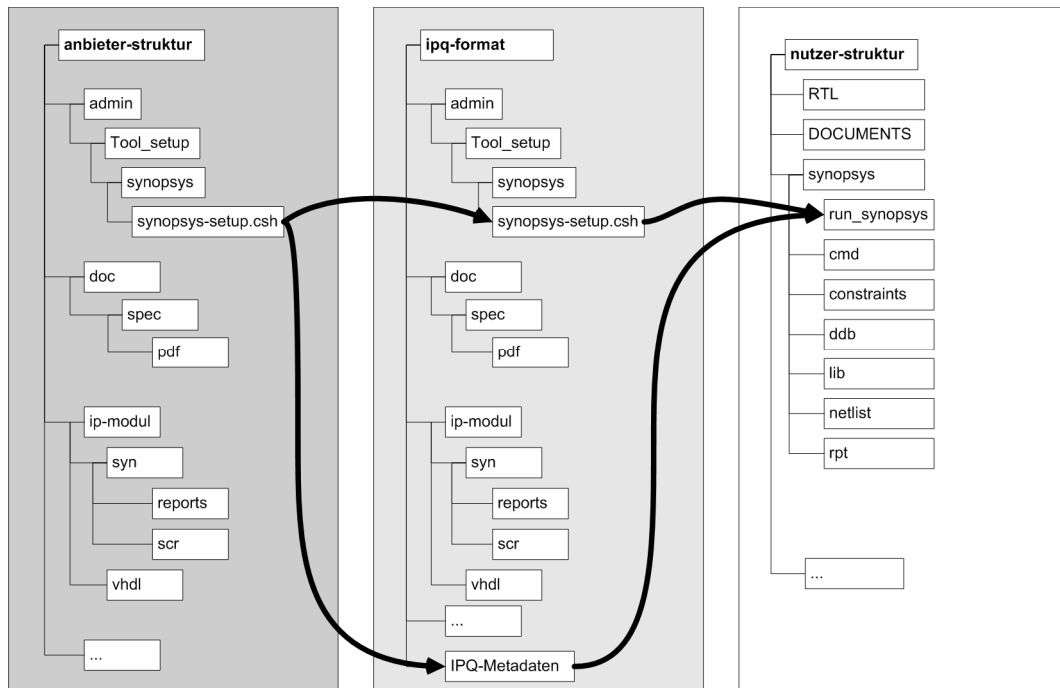 anbieter-struktur
admin
Tool_setup
synopsys
synopsys-setup.csh
doc
spec
pdf
ip-modul
syn
reports
scr
vhdl
...
ipq-format
admin
Tool_setup
synopsys
synopsys-setup.csh
doc
spec
pdf
ip-modul
syn
reports
scr
vhdl
...
IPQ-Metadaten
nutzer-struktur
RTL
DOCUMENTS
synopsys
run_synopsys
cmd
constraints
ddb
lib
netlist
rpt
...